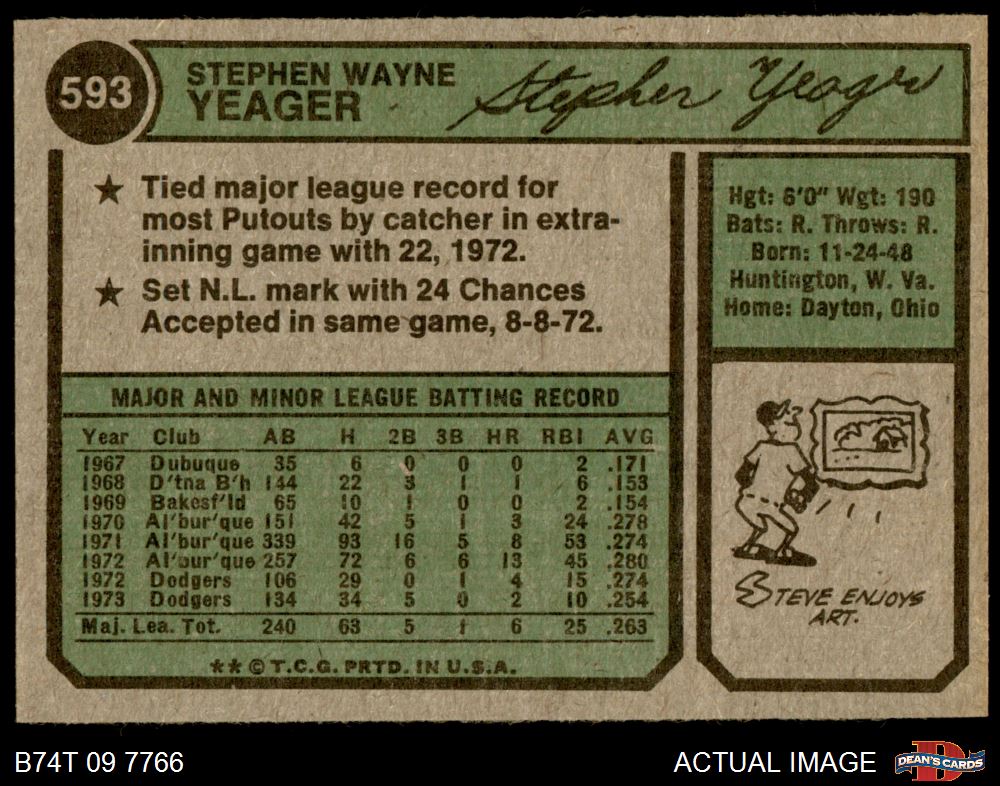 593
STEPHEN WAYNE
YEAGER
Stephen Yeager
★ Tied major league record for
most Putouts by catcher in extra-
inning game with 22, 1972.
★ Set N.L. mark with 24 Chances
Accepted in same game, 8-8-72.
MAJOR AND MINOR LEAGUE BATTING RECORD
Year Club AB H 2B 3B HR RBI AVG
1967 Dubuque 35 6 0 0 0 2 .171
1968 D'tna B'h 144 22 3 1 1 6 .153
1969 Bakesf'ld 65 10 1 0 0 2 .154
1970 Al'bur'que 151 42 5 1 3 24 .278
1971 Al'bur'que 339 93 16 5 8 53 .274
1972 Al'bur'que 257 72 6 6 13 45 .280
1972 Dodgers 106 29 0 1 4 15 .274
1973 Dodgers 134 34 5 0 2 10 .254
Maj. Lea. Tot. 240 63 5 1 6 25 .263
** © T.C.G. PRTD. IN U.S.A.
Hgt: 6'0" Wgt: 190
Bats: R. Throws: R.
Born: 11-24-48
Huntington, W. Va.
Home: Dayton, Ohio
STEVE ENJOYS
ART.
B74T 09 7766
ACTUAL IMAGE
D
DEAN'S CARDS